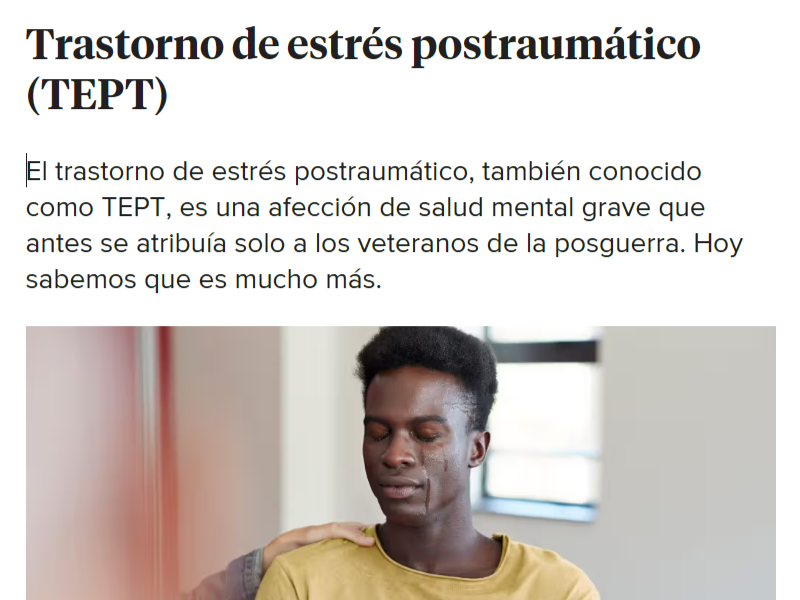 Trastorno de estrés postraumático
(TEPT)
El trastorno de estrés postraumático, también conocido
como TEPT, es una afección de salud mental grave que
antes se atribuía solo a los veteranos de la posguerra. Hoy
sabemos que es mucho más.